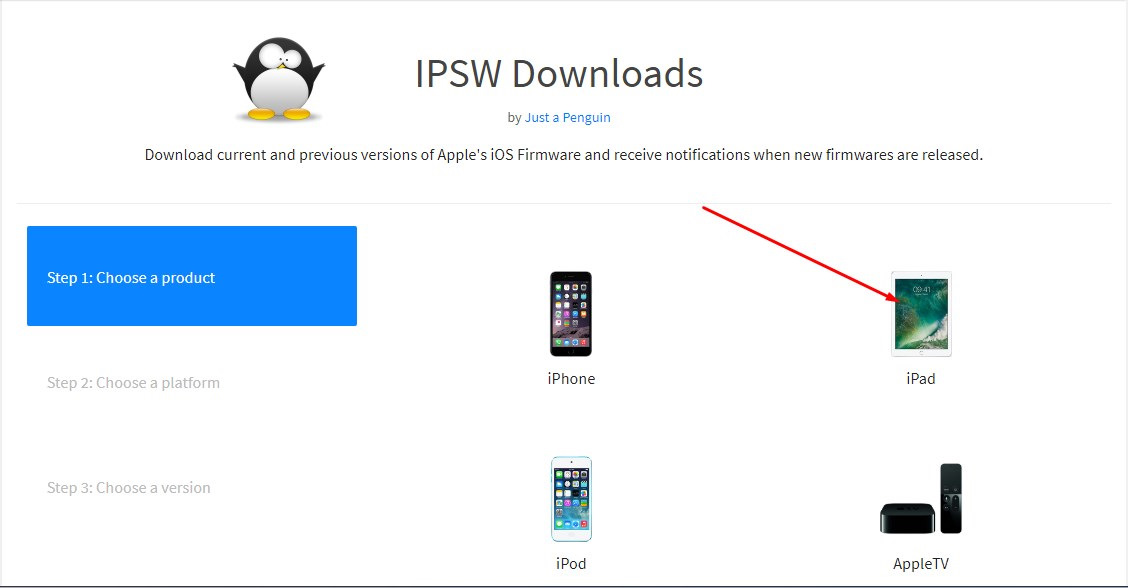 IPSW Downloads
by Just a Penguin
Download current and previous versions of Apple's iOS Firmware and receive notifications when new firmwares are released.
Step 1: Choose a product
09:41
iPhone
iPad
Step 2: Choose a platform
Step 3: Choose a version
iPod
AppleTV